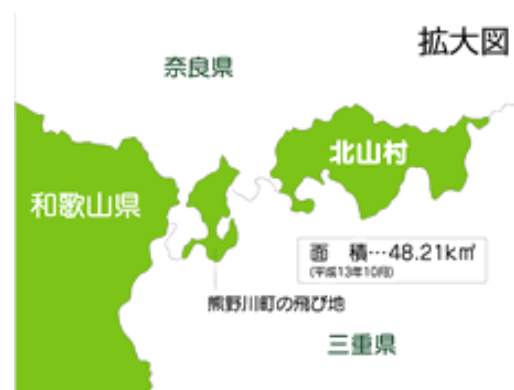 拡大図
奈良県
北山村
和歌山県
面 積…48.21k㎡
(平成13年10月)
熊野川町の飛び地
三重県